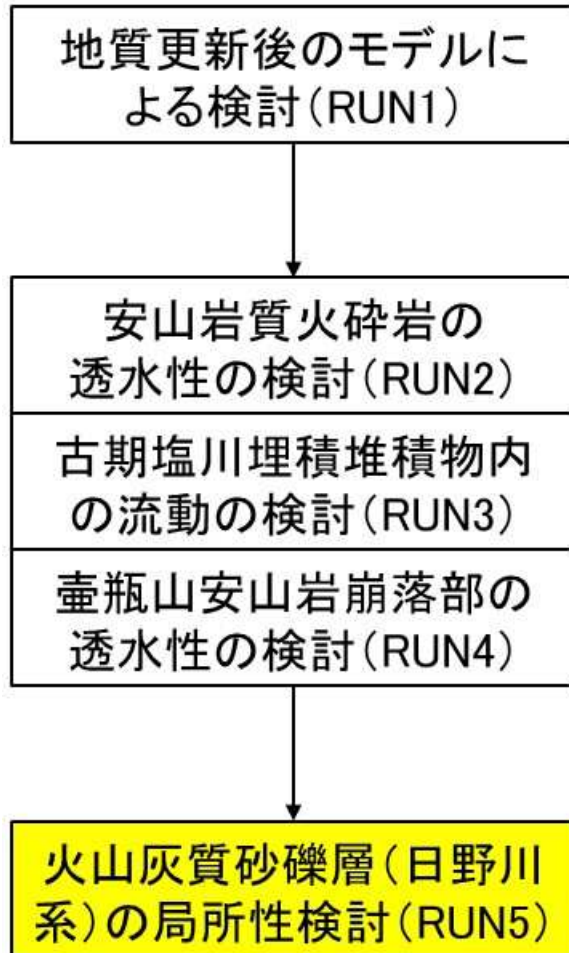 地質更新後のモデルに
よる検討(RUN1)
安山岩質火砕岩の
透水性の検討(RUN2)
古期塩川埋積堆積物内
の流動の検討(RUN3)
壷瓶山安山岩崩落部の
透水性の検討(RUN4)
火山灰質砂礫層(日野川
系)の局所性検討(RUN5)